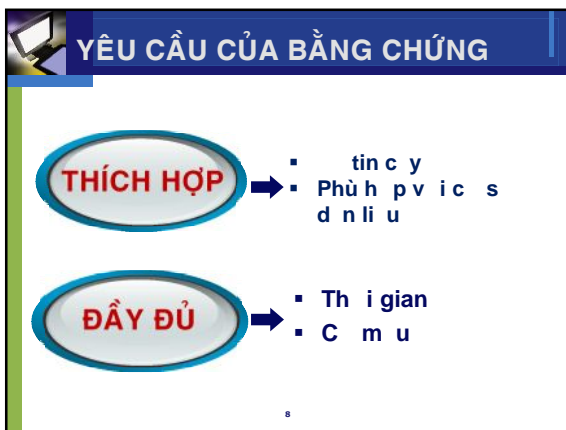 YÊU CẦU CỦA BẰNG CHỨNG
THÍCH HỢP
▪ tin c y
▪ Phù h p v i c s
d n li u
ĐẦY ĐỦ
▪ Th i gian
▪ C m u
8